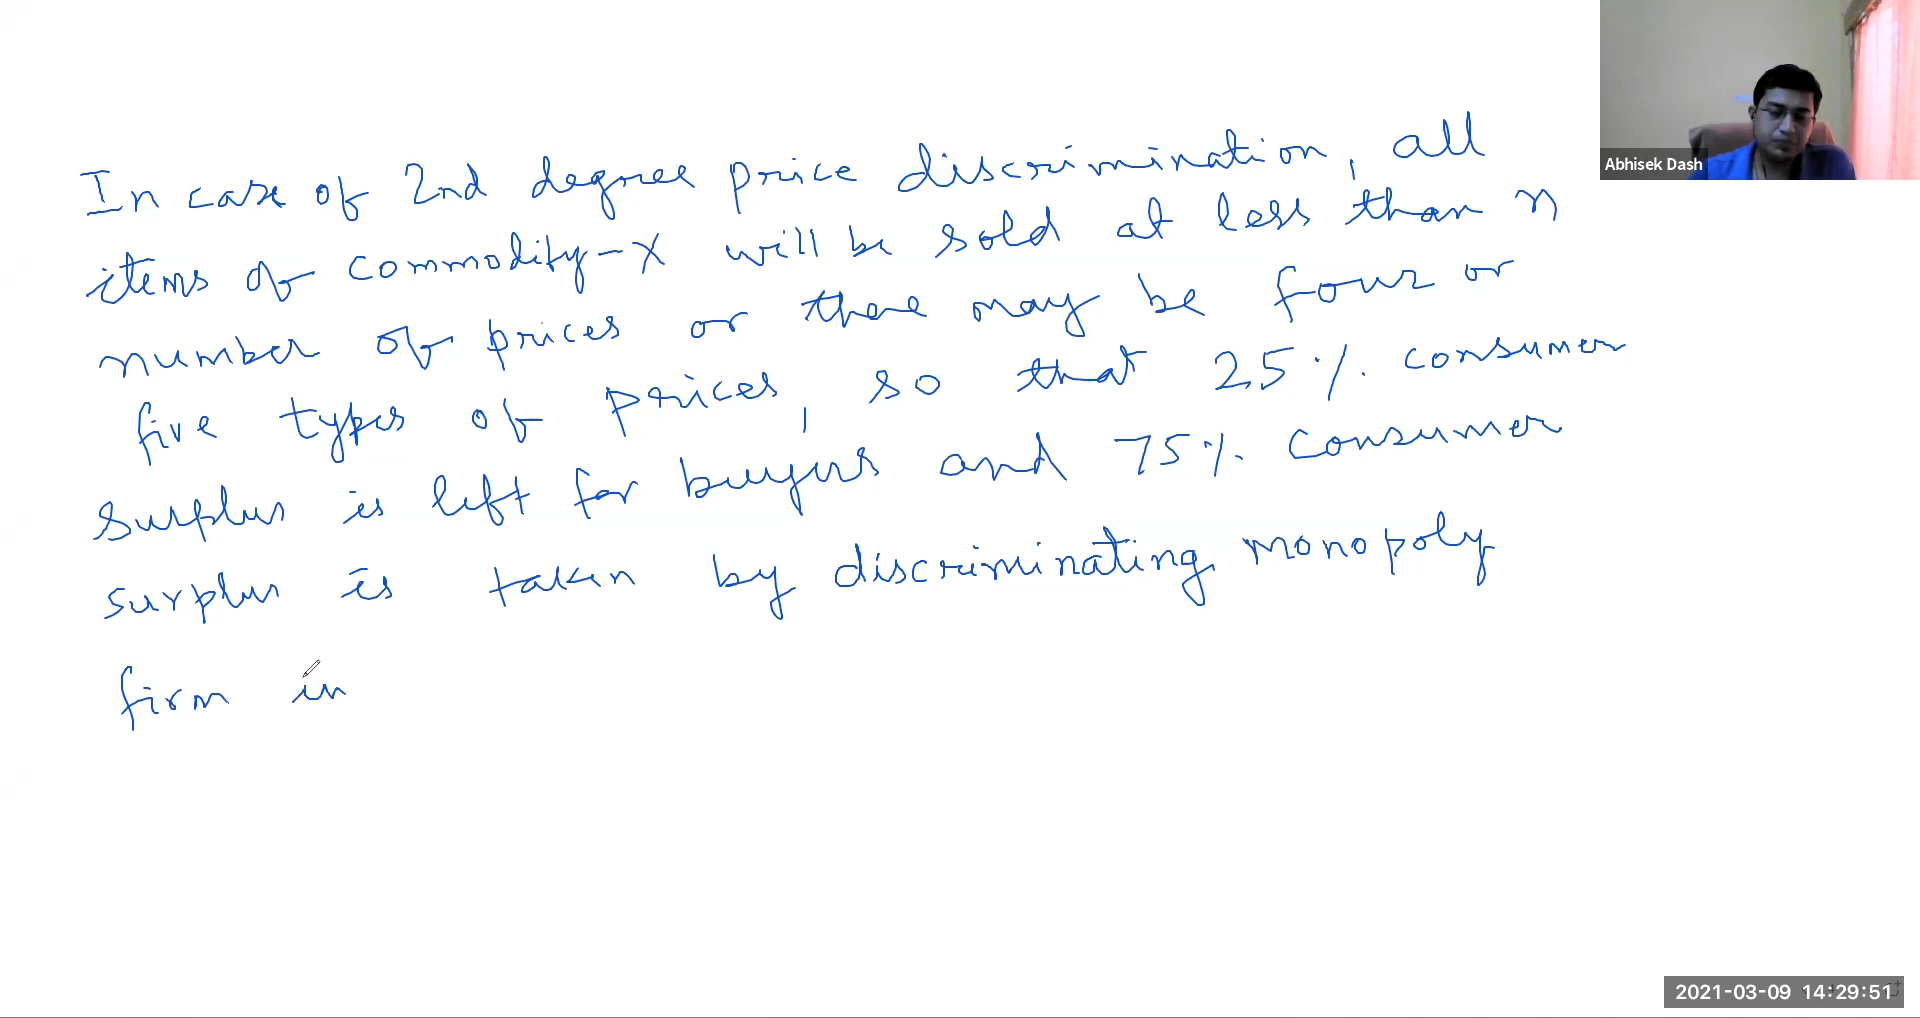 In case of 2nd degree price discrimination, all
items of commodity-X will be sold at less than n
number of prices or there may be four or
five types of prices, so that 25% consumer
surplus is left for buyers and 75% consumer
surplus is taken by discriminating monopoly
firm in
Abhisek Dash
2021-03-09 14:29:51